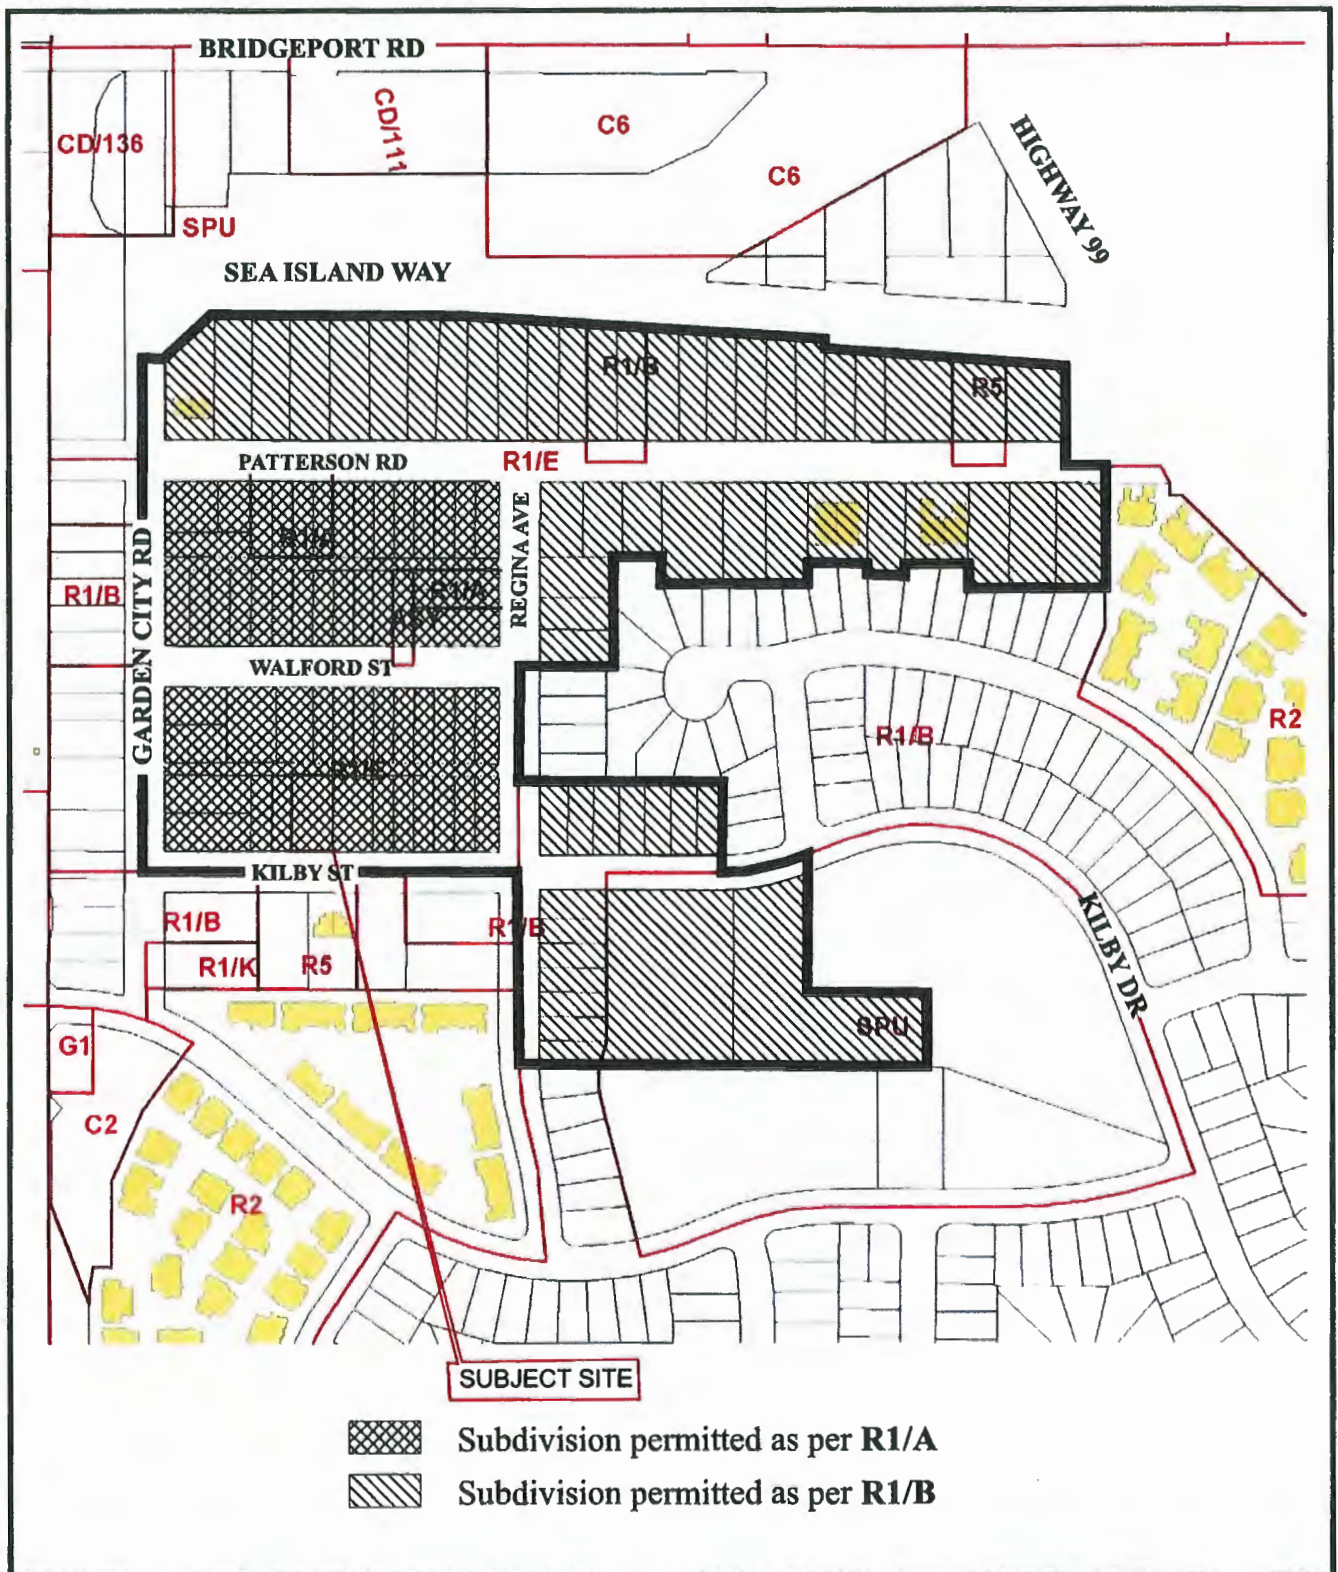 BRIDGEPORT RD
CD/136
CD/111
C6
C6
HIGHWAY 99
SPU
SEA ISLAND WAY
R1/B
R5
PATTERSON RD
R1/E
REGINA AVE
GARDEN CITY RD
R1/B
R1/A
WALFORD ST
R1/B
R2
KILBY ST
R1/B
R1/B
R1/K
R5
KILBY DR
SPU
G1
C2
R2
SUBJECT SITE
Subdivision permitted as per R1/A
Subdivision permitted as per R1/B